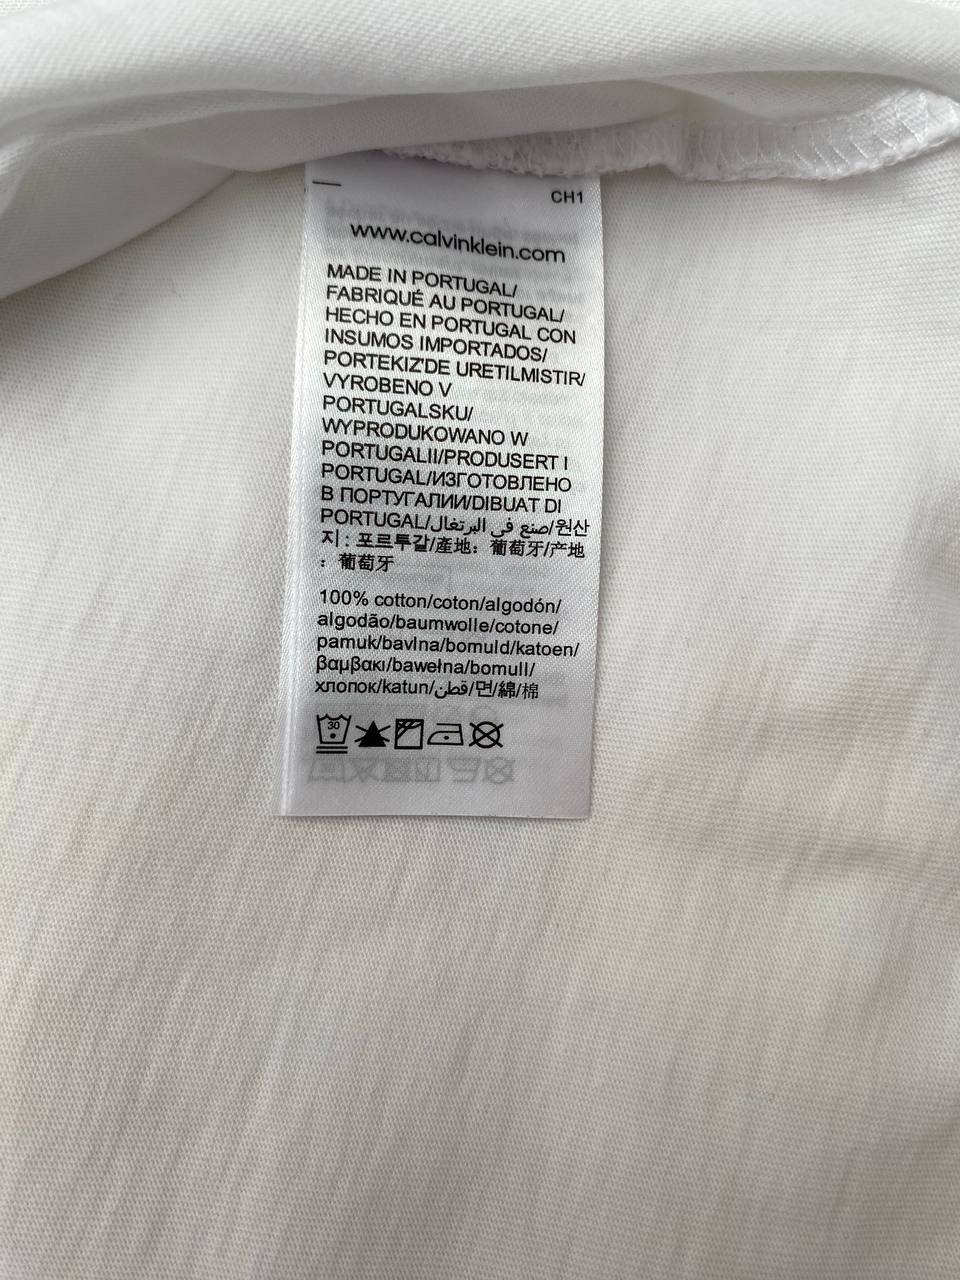 CH1
www.calvinklein.com
MADE IN PORTUGAL/
FABRIQUÉ AU PORTUGAL/
HECHO EN PORTUGAL CON
INSUMOS IMPORTADOS/
PORTEKIZ'DE URETILMISTIR/
VYROBENO V
PORTUGALSKU/
WYPRODUKOWANO W
PORTUGALII/PRODUSERT I
PORTUGAL/ИЗГОТОВЛЕНО
В ПОРТУГАЛИИ/DIBUAT DI
PORTUGAL/صنع في البرتغال/원산
지 : 포르투갈/產地：葡萄牙/产地
：葡萄牙
100% cotton/coton/algodón/
algodão/baumwolle/cotone/
pamuk/bavlna/bomuld/katoen/
βαμβακι/bawełna/bomull/
хлопок/katun/قطن/면/綿/棉
30